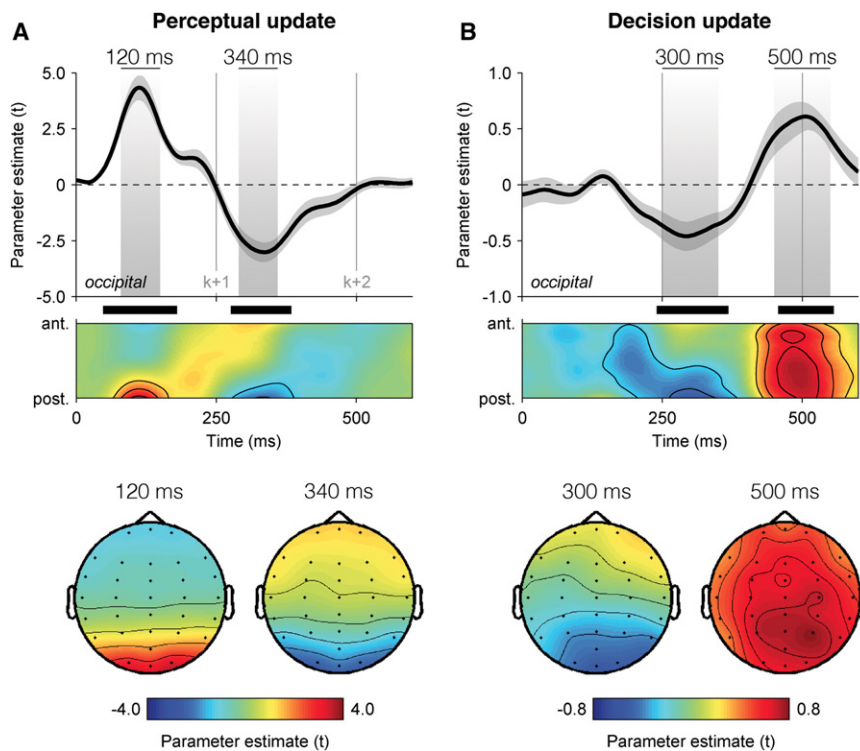 Perceptual update
Decision update
A
B
120 ms
340 ms
300 ms
500 ms
Parameter estimate (t)
5.0
2.5
0
-2.5
-5.0
occipital
k+1
k+2
Parameter estimate (t)
1.0
0.5
0
-0.5
-1.0
occipital
ant.
post.
0
250
500
Time (ms)
ant.
post.
0
250
500
Time (ms)
120 ms
340 ms
300 ms
500 ms
-4.0
4.0
Parameter estimate (t)
-0.8
0.8
Parameter estimate (t)